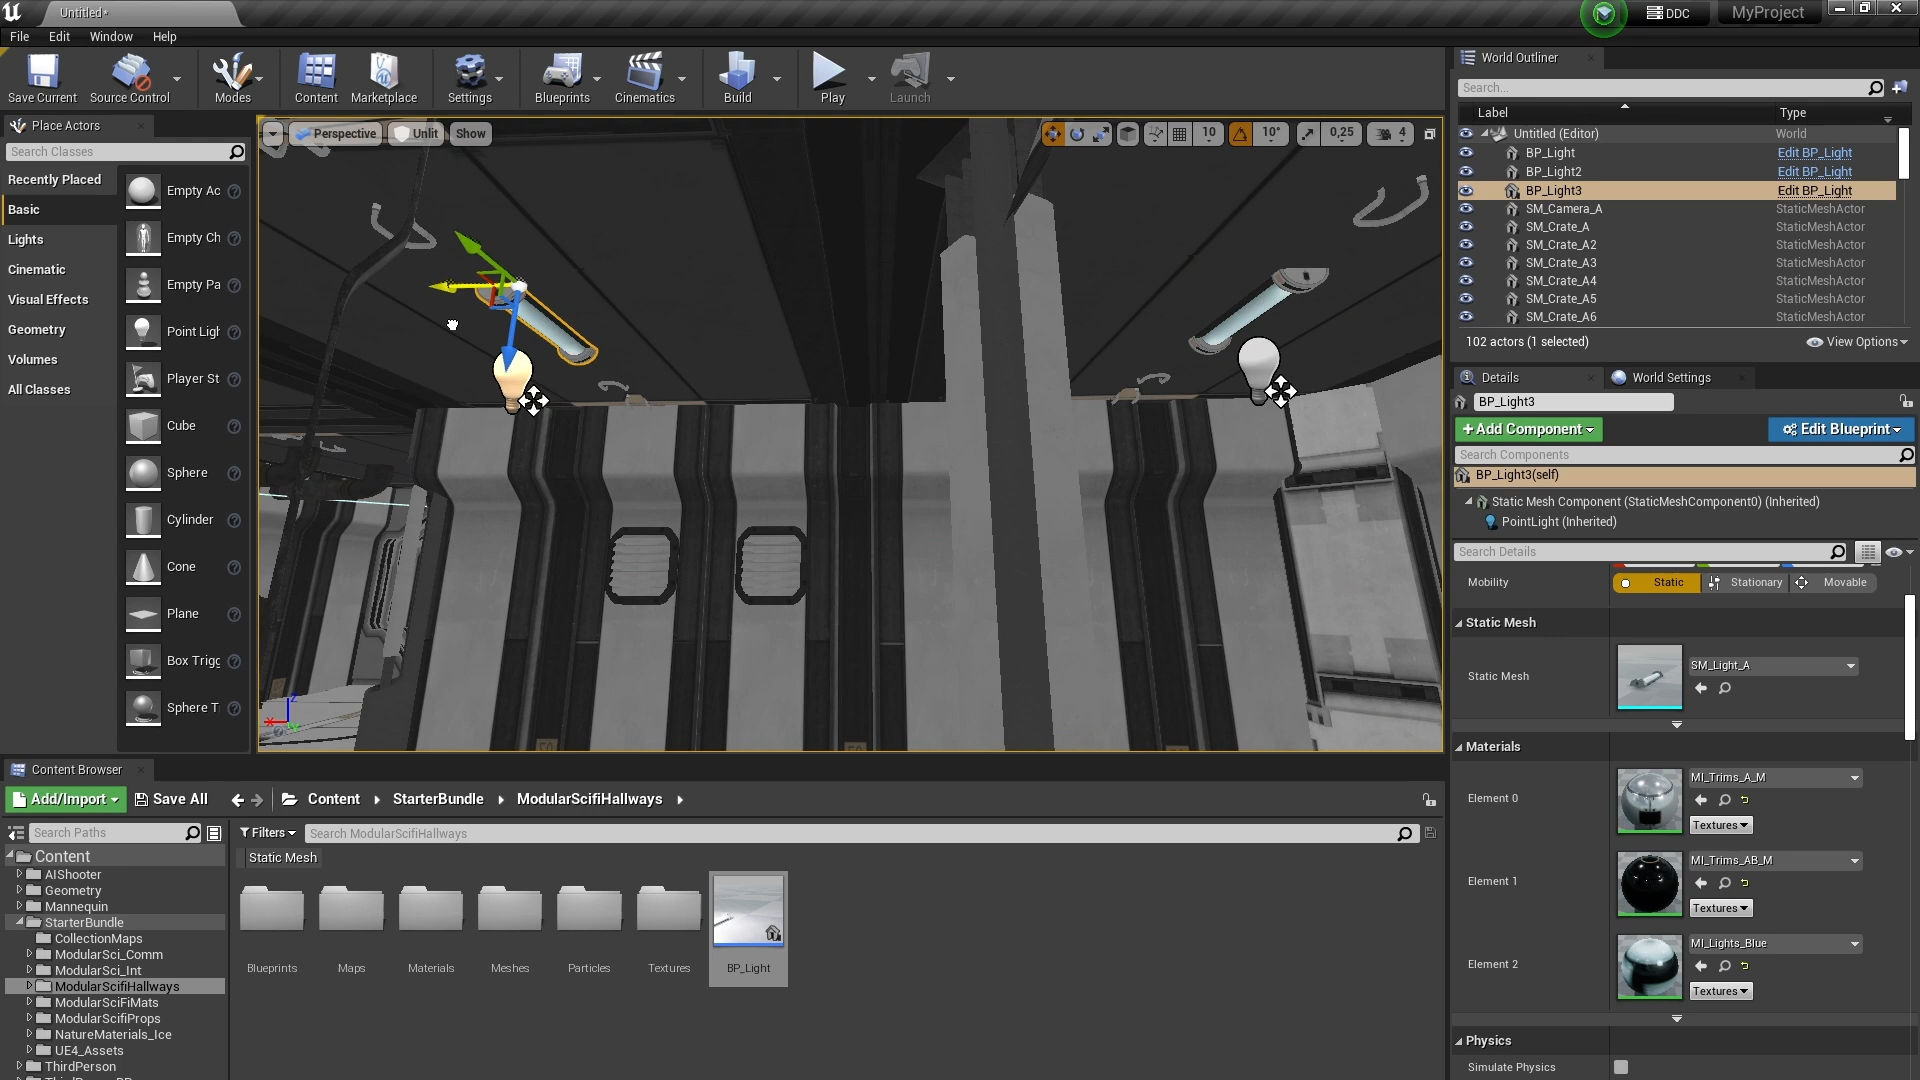 Untitled*
DDC
MyProject
File Edit Window Help
Save Current
Source Control
Modes
Content
Marketplace
Settings
Blueprints
Cinematics
Build
Play
Launch
Place Actors
Search Classes
Recently Placed
Basic
Lights
Cinematic
Visual Effects
Geometry
Volumes
All Classes
Empty Ac
Empty Ch
Empty Pa
Point Ligh
Player St
Cube
Sphere
Cylinder
Cone
Plane
Box Trigg
Sphere T
Perspective Unlit Show
10 10° 0,25 4
World Outliner
Search...
Label Type
Untitled (Editor) World
BP_Light Edit BP_Light
BP_Light2 Edit BP_Light
BP_Light3 Edit BP_Light
SM_Camera_A StaticMeshActor
SM_Crate_A StaticMeshActor
SM_Crate_A2 StaticMeshActor
SM_Crate_A3 StaticMeshActor
SM_Crate_A4 StaticMeshActor
SM_Crate_A5 StaticMeshActor
SM_Crate_A6 StaticMeshActor
102 actors (1 selected) View Options
Details World Settings
BP_Light3
Add Component Edit Blueprint
Search Components
BP_Light3(self)
Static Mesh Component (StaticMeshComponent0) (Inherited)
PointLight (Inherited)
Search Details
Mobility Static Stationary Movable
Static Mesh
Static Mesh SM_Light_A
Materials
Element 0 MI_Trims_A_M
Textures
Element 1 MI_Trims_AB_M
Textures
Element 2 MI_Lights_Blue
Textures
Physics
Simulate Physics
Content Browser
Add/Import Save All Content StarterBundle ModularScifiHallways
Search Paths
Filters Search ModularScifiHallways
Static Mesh
Content
AIShooter
Geometry
Mannequin
StarterBundle
CollectionMaps
ModularSci_Comm
ModularSci_Int
ModularScifiHallways
ModularSciFiMats
ModularScifiProps
NatureMaterials_Ice
UE4_Assets
ThirdPerson
Blueprints Maps Materials Meshes Particles Textures BP_Light